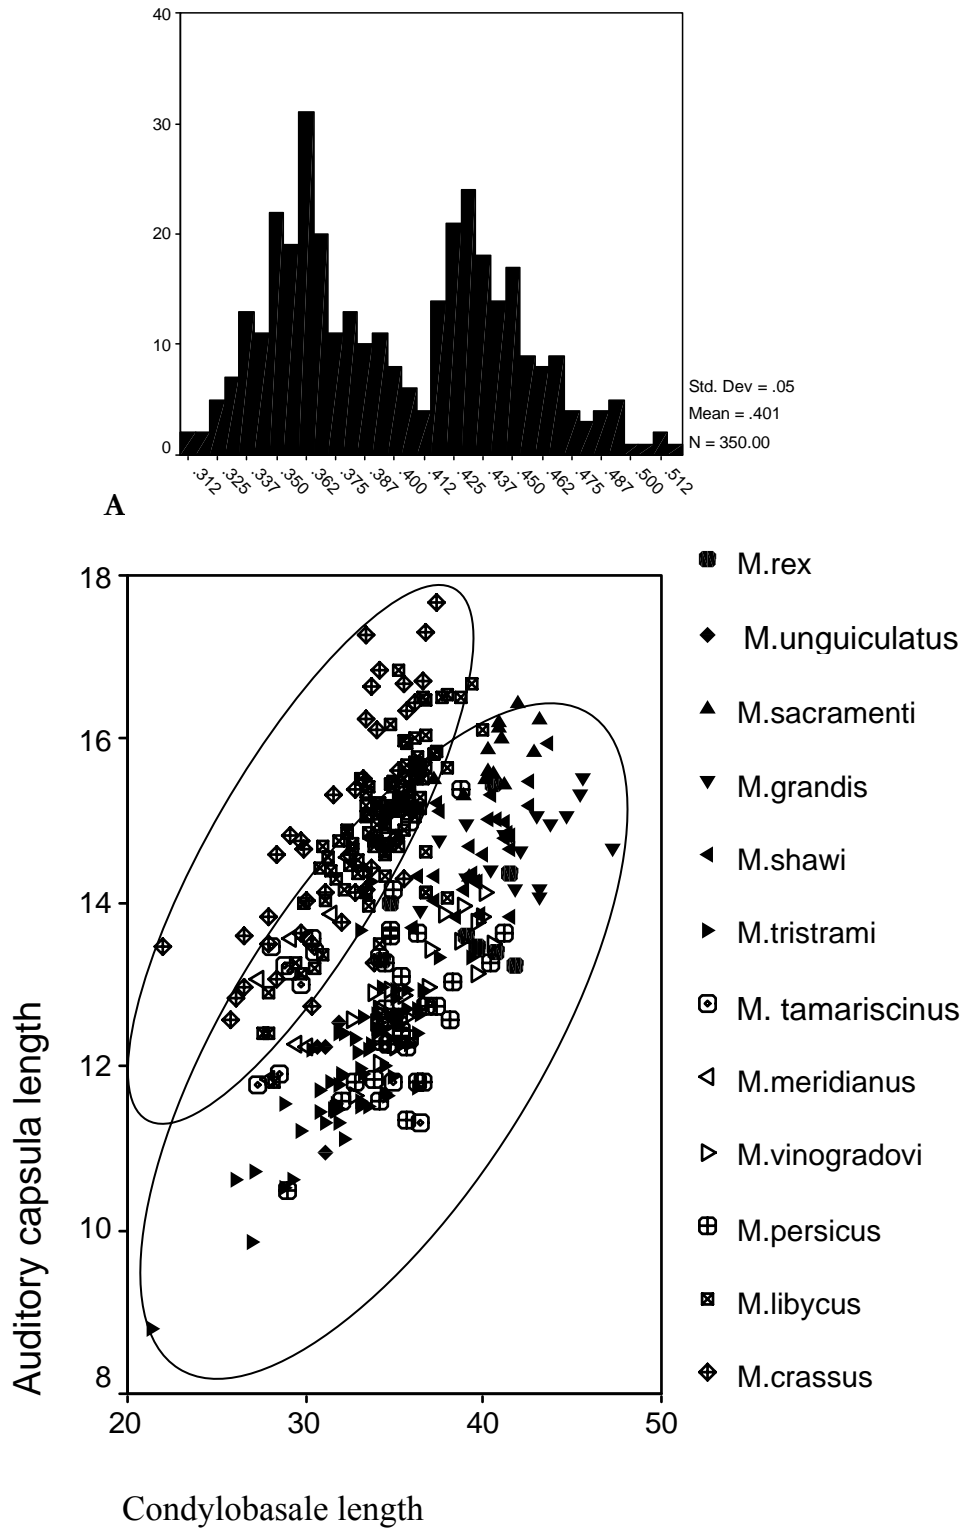 40
30
20
10
0
Std. Dev = .05
Mean = .401
N = 350.00
.312 .325 .337 .350 .362 .375 .387 .400 .412 .425 .437 .450 .462 .475 .487 .500 .512
A
18
16
14
12
10
8
Auditory capsula length
20 30 40 50
Condylobasale length
M.rex
M.unguiculatus
M.sacramenti
M.grandis
M.shawi
M.tristrami
M. tamariscinus
M.meridianus
M.vinogradovi
M.persicus
M.libycus
M.crassus